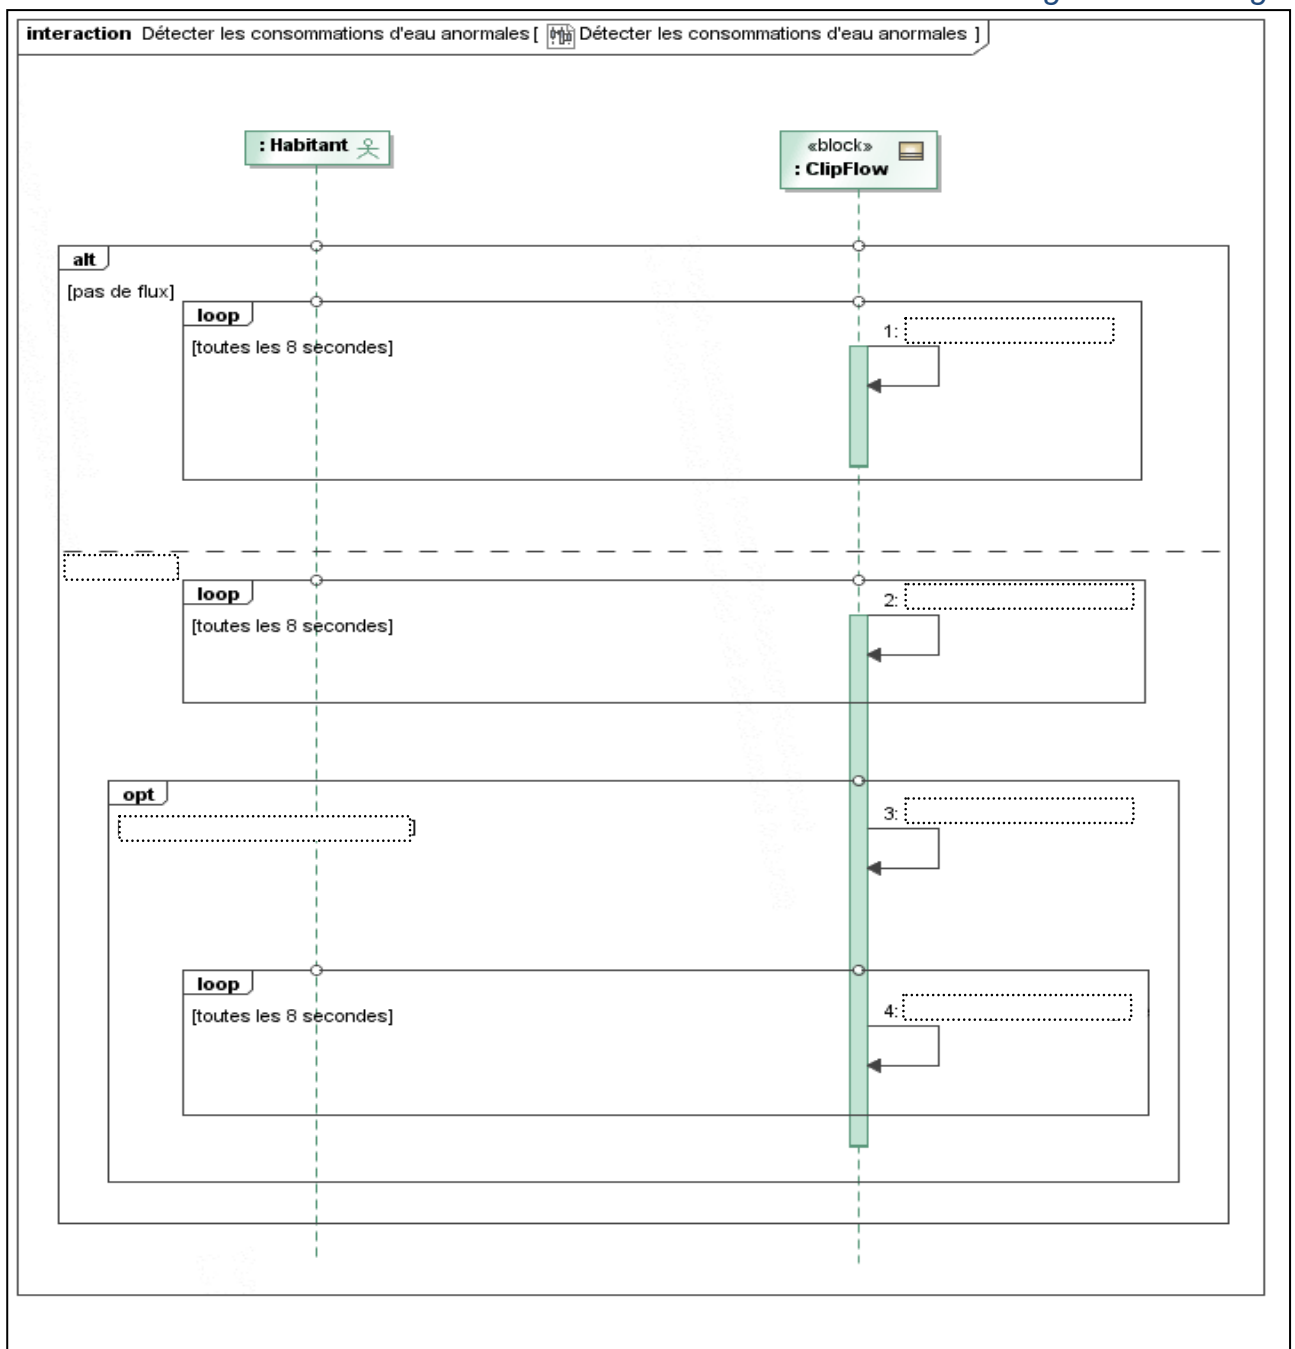 interaction Détecter les consommations d'eau anormales [ Détecter les consommations d'eau anormales ]
: Habitant
«block»
: ClipFlow
alt
[pas de flux]
loop
1:
[toutes les 8 secondes]
loop
2:
[toutes les 8 secondes]
opt
3:
]
loop
4:
[toutes les 8 secondes]